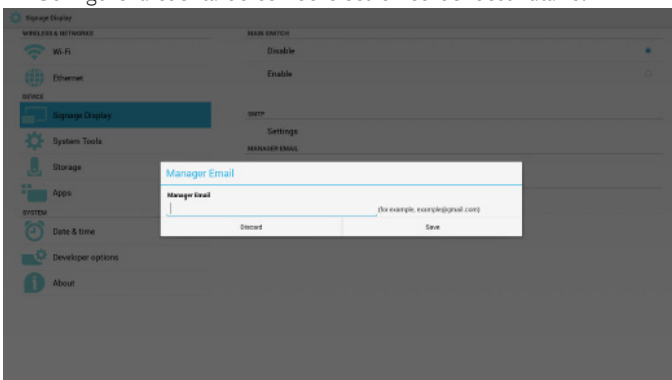 Signage Display
WIRELESS & NETWORKS
Wi-Fi
Ethernet
DEVICE
Signage Display
System Tools
Storage
Apps
SYSTEM
Date & time
Developer options
About
MAIN SWITCH
Disable
Enable
SMTP
Settings
MANAGER EMAIL
Manager Email
Manager Email
(for example, example@gmail.com)
Discard
Save